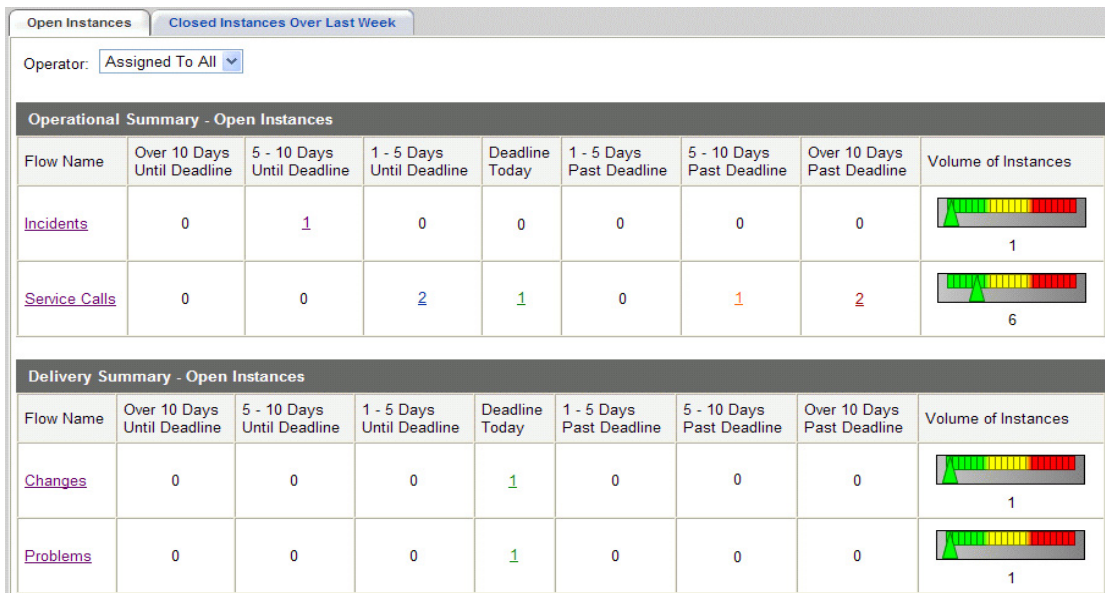 Open Instances Closed Instances Over Last Week
Operator: Assigned To All
Operational Summary - Open Instances
Flow Name Over 10 Days Until Deadline 5 - 10 Days Until Deadline 1 - 5 Days Until Deadline Deadline Today 1 - 5 Days Past Deadline 5 - 10 Days Past Deadline Over 10 Days Past Deadline Volume of Instances
Incidents 0 1 0 0 0 0 0 1
Service Calls 0 0 2 1 0 1 2 6
Delivery Summary - Open Instances
Flow Name Over 10 Days Until Deadline 5 - 10 Days Until Deadline 1 - 5 Days Until Deadline Deadline Today 1 - 5 Days Past Deadline 5 - 10 Days Past Deadline Over 10 Days Past Deadline Volume of Instances
Changes 0 0 0 1 0 0 0 1
Problems 0 0 0 1 0 0 0 1